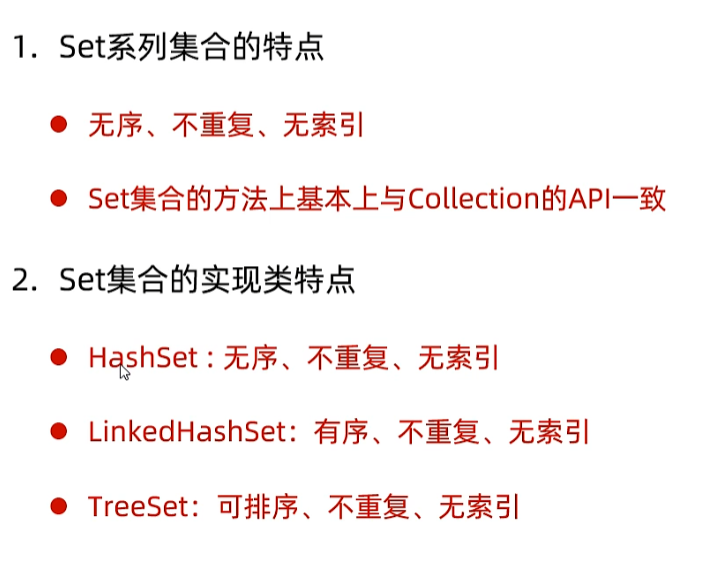 1. Set系列集合的特点
● 无序、不重复、无索引
● Set集合的方法上基本上与Collection的API一致
2. Set集合的实现类特点
● HashSet : 无序、不重复、无索引
● LinkedHashSet：有序、不重复、无索引
● TreeSet：可排序、不重复、无索引